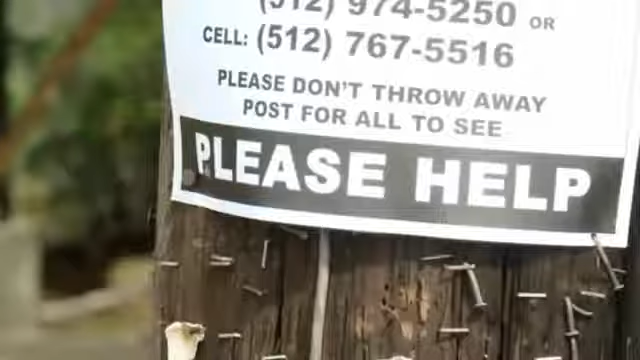 (512) 974-5250 OR
CELL: (512) 767-5516
PLEASE DON'T THROW AWAY
POST FOR ALL TO SEE
PLEASE HELP